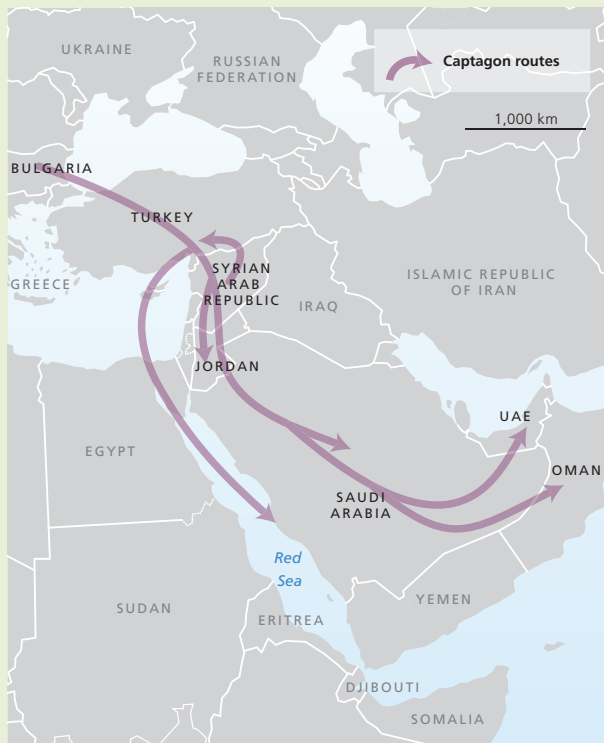 UKRAINE
RUSSIAN
FEDERATION
Captagon routes
1,000 km
BULGARIA
TURKEY
GREECE
SYRIAN
ARAB
REPUBLIC
ISLAMIC REPUBLIC
OF IRAN
IRAQ
JORDAN
UAE
EGYPT
OMAN
SAUDI
ARABIA
Red
Sea
YEMEN
SUDAN
ERITREA
DJIBOUTI
SOMALIA